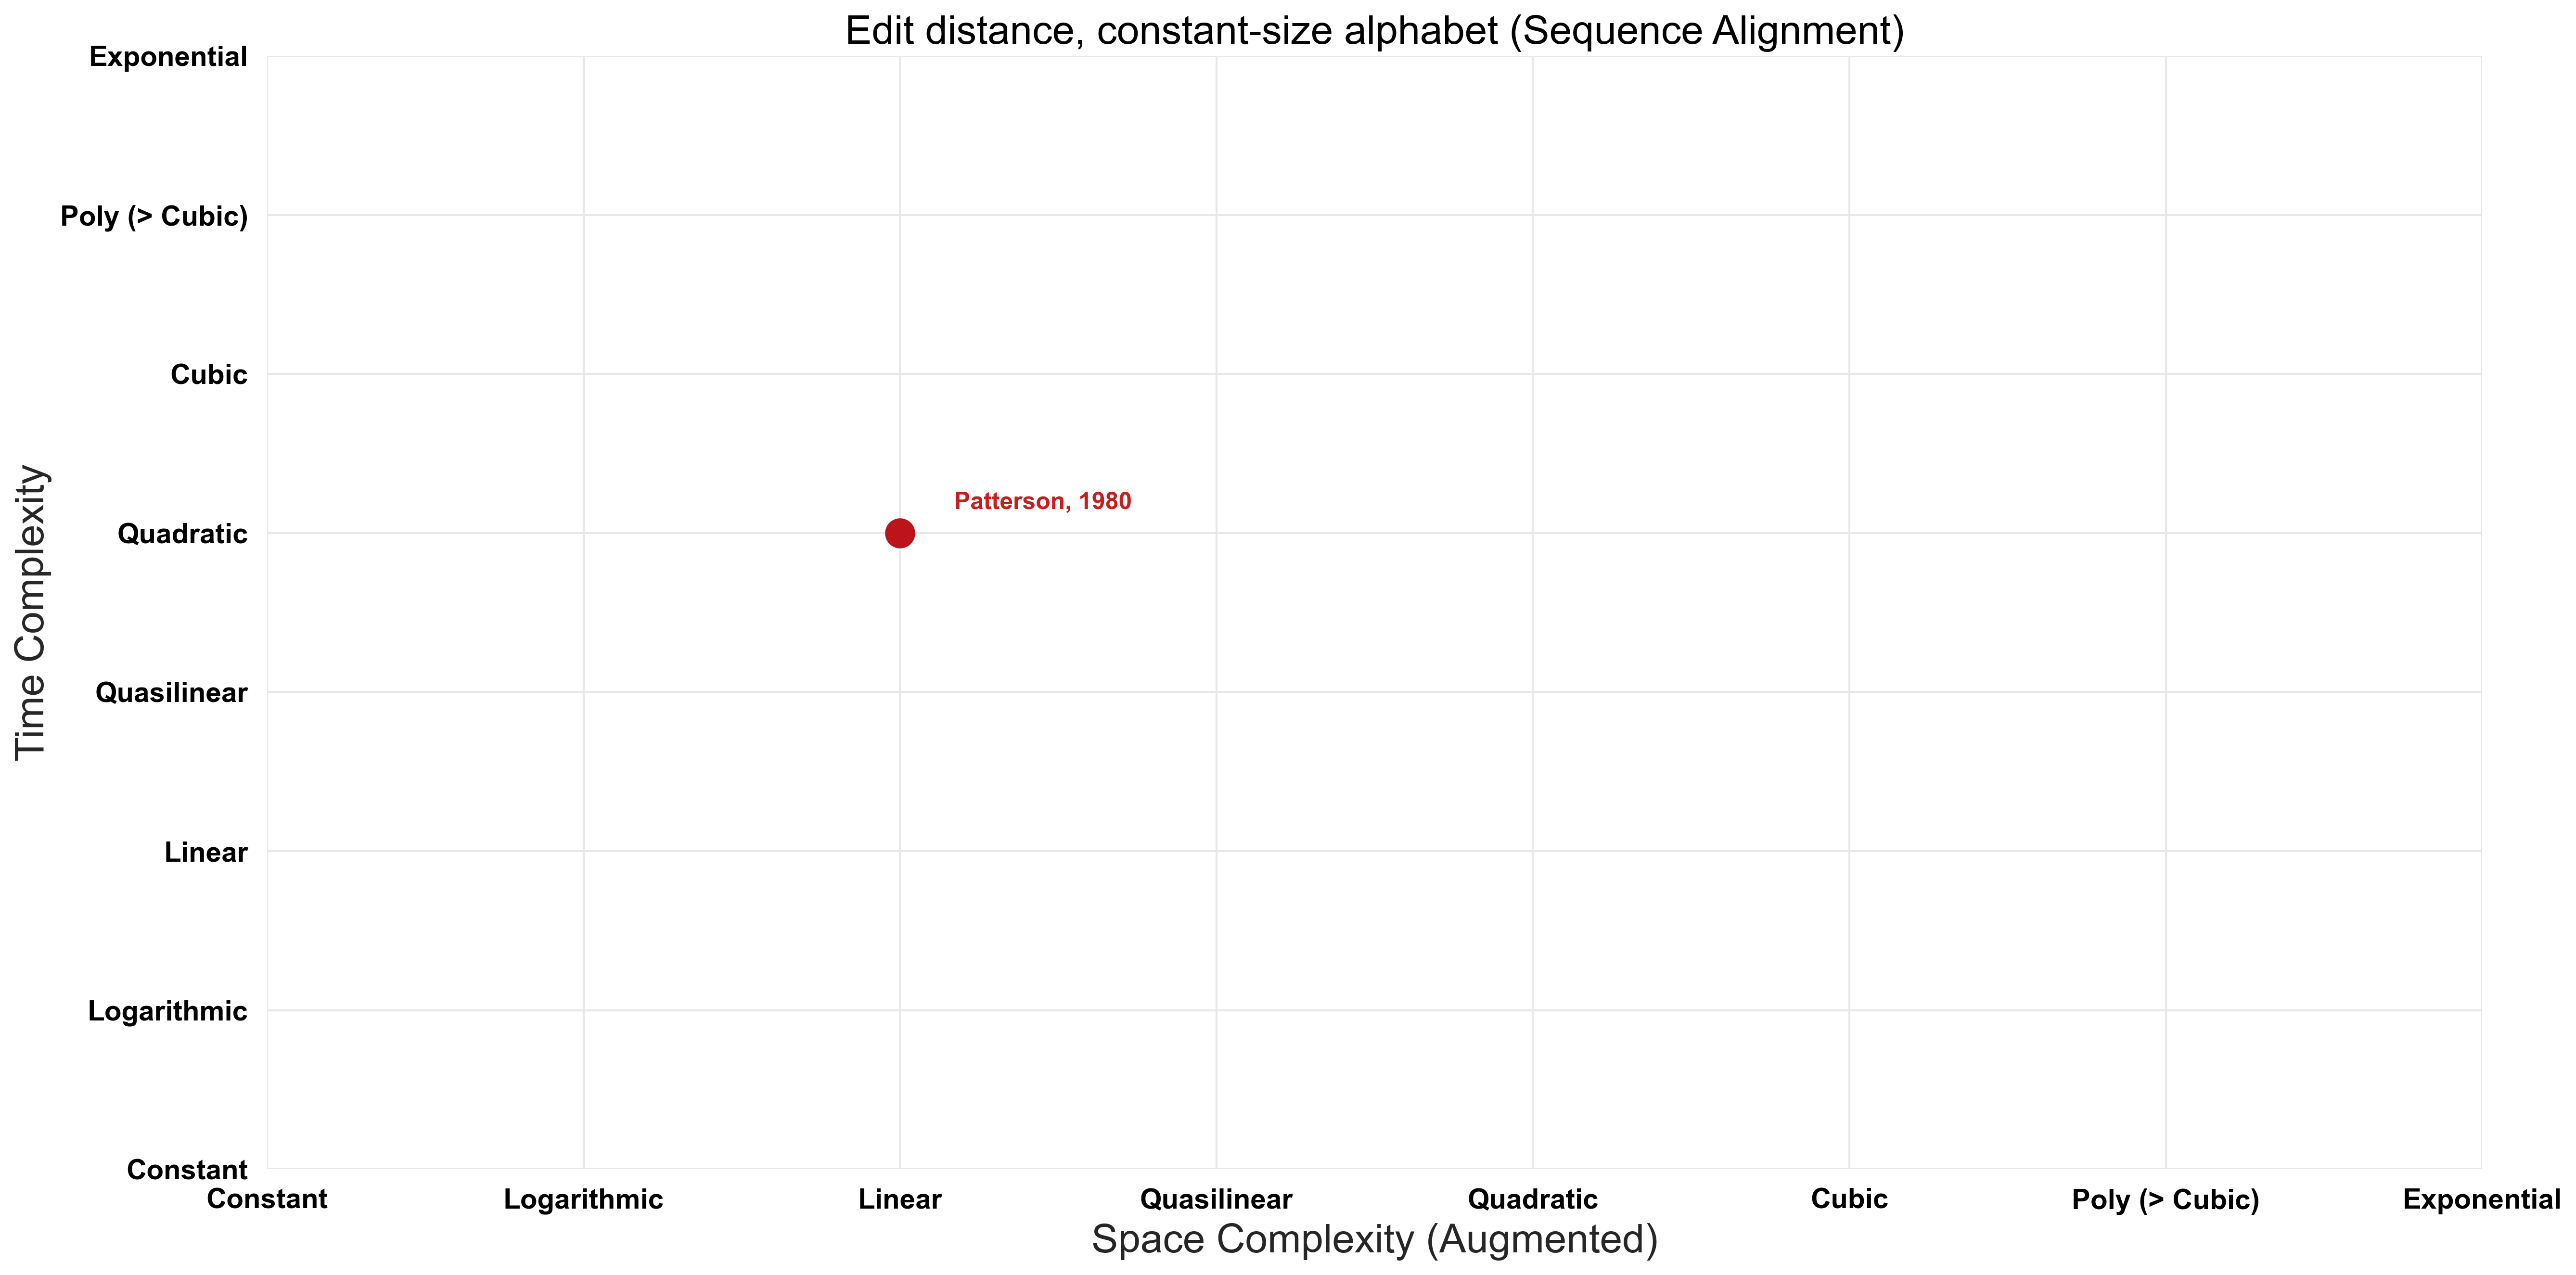 Edit distance, constant-size alphabet (Sequence Alignment)
Exponential
Poly (> Cubic)
Cubic
Quadratic
Quasilinear
Linear
Logarithmic
Constant
Time Complexity
Patterson, 1980
Constant
Logarithmic
Linear
Quasilinear
Quadratic
Cubic
Poly (> Cubic)
Exponential
Space Complexity (Augmented)